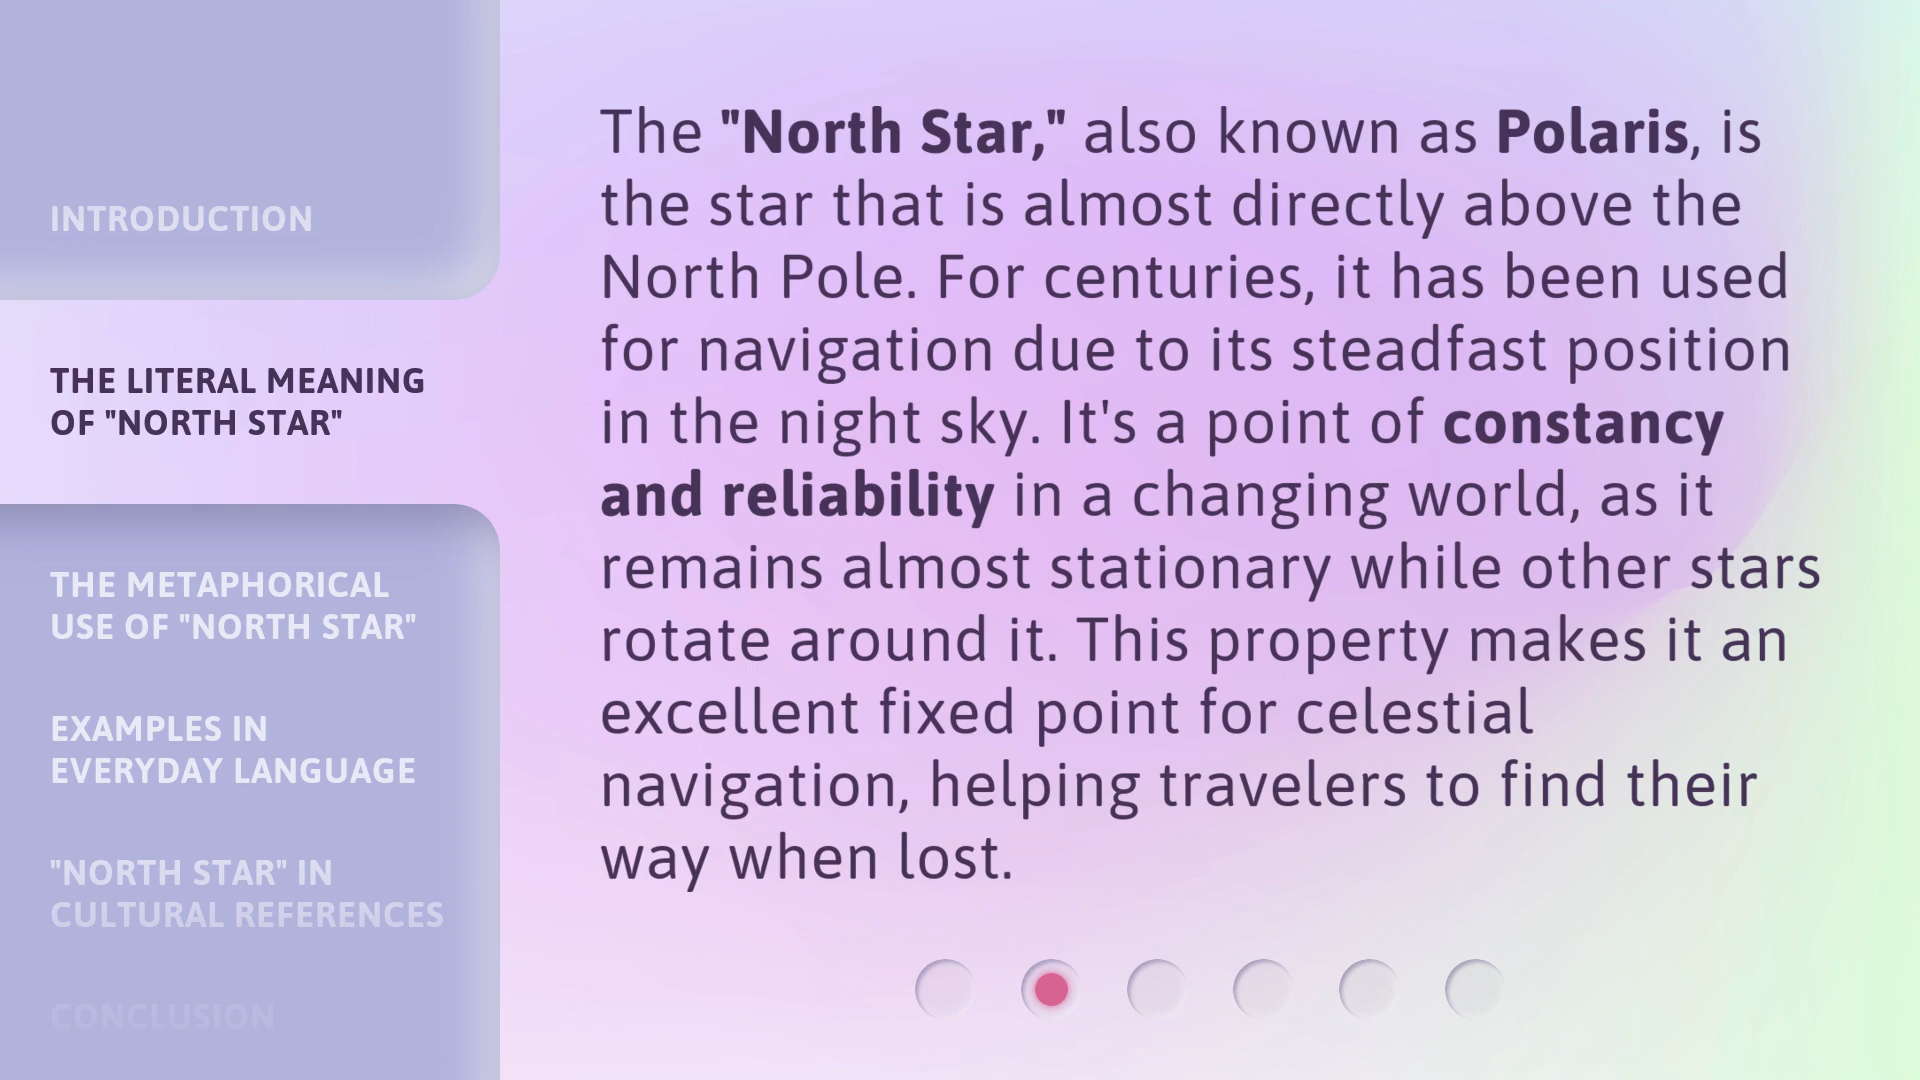 INTRODUCTION
THE LITERAL MEANING
OF "NORTH STAR"
THE METAPHORICAL
USE OF "NORTH STAR"
EXAMPLES IN
EVERYDAY LANGUAGE
"NORTH STAR" IN
CULTURAL REFERENCES
CONCLUSION
The "North Star," also known as Polaris, is
the star that is almost directly above the
North Pole. For centuries, it has been used
for navigation due to its steadfast position
in the night sky. It's a point of constancy
and reliability in a changing world, as it
remains almost stationary while other stars
rotate around it. This property makes it an
excellent fixed point for celestial
navigation, helping travelers to find their
way when lost.